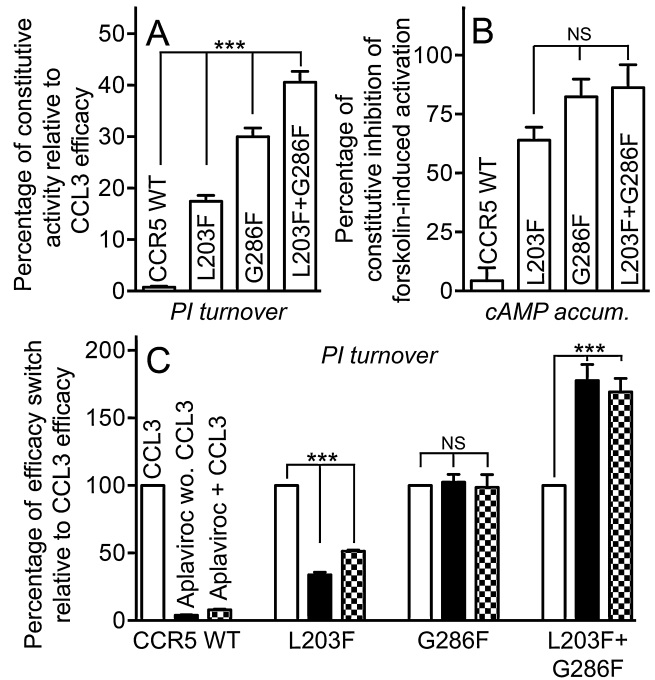 A
Percentage of constitutive
activity relative to
CCL3 efficacy
50
40
30
20
10
0
***
CCR5 WT
L203F
G286F
L203F+G286F
PI turnover
B
Percentage of
constitutive inhibition of
forskolin-induced activation
100
75
50
25
0
NS
CCR5 WT
L203F
G286F
L203F+G286F
cAMP accum.
C
PI turnover
Percentage of efficacy switch
relative to CCL3 efficacy
200
150
100
50
0
CCL3
Aplaviroc wo. CCL3
Aplaviroc + CCL3
***
NS
***
CCR5 WT
L203F
G286F
L203F+
G286F